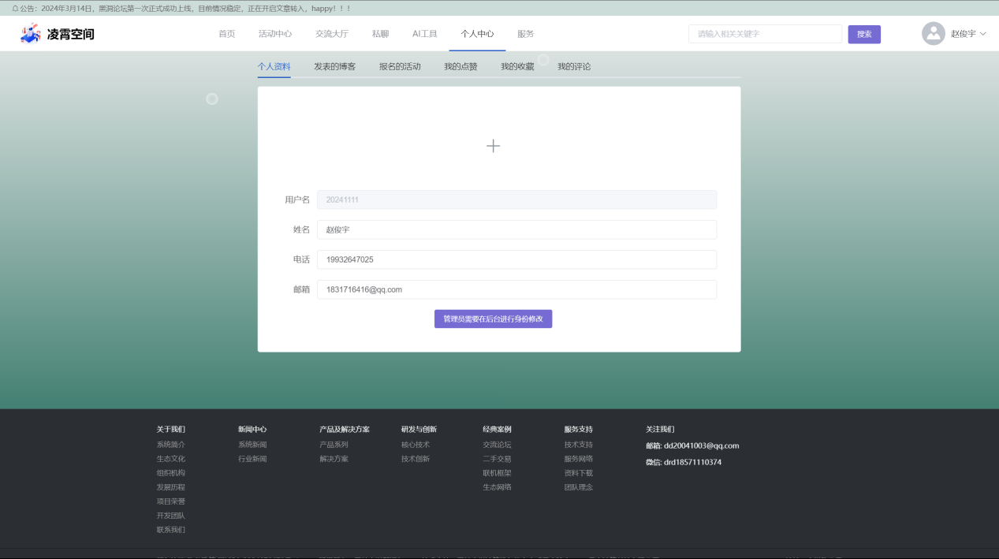 公告：2024年3月14日，黑洞论坛第一次正式成功上线，目前情况稳定，正在开启文章转入，happy！！！
凌霄空间 首页 活动中心 交流大厅 私聊 AI工具 个人中心 服务 请输入相关关键字 搜索 赵俊宇
个人资料 发表的博客 报名的活动 我的点赞 我的收藏 我的评论
用户名 20241111
姓名 赵俊宇
电话 19932647025
邮箱 1831716416@qq.com
管理员需要在后台进行身份修改
关于我们 新闻中心 产品及解决方案 研发与创新 经典案例 服务支持 关注我们
系统简介 系统新闻 产品系列 核心技术 交流论坛 技术支持 邮箱: dd20041003@qq.com
生态文化 行业新闻 解决方案 技术创新 二手交易 服务网络 微信: drd18571110374
组织机构 联机框架 资料下载
发展历程 生态网络 团队理念
项目荣誉
开发团队
联系我们